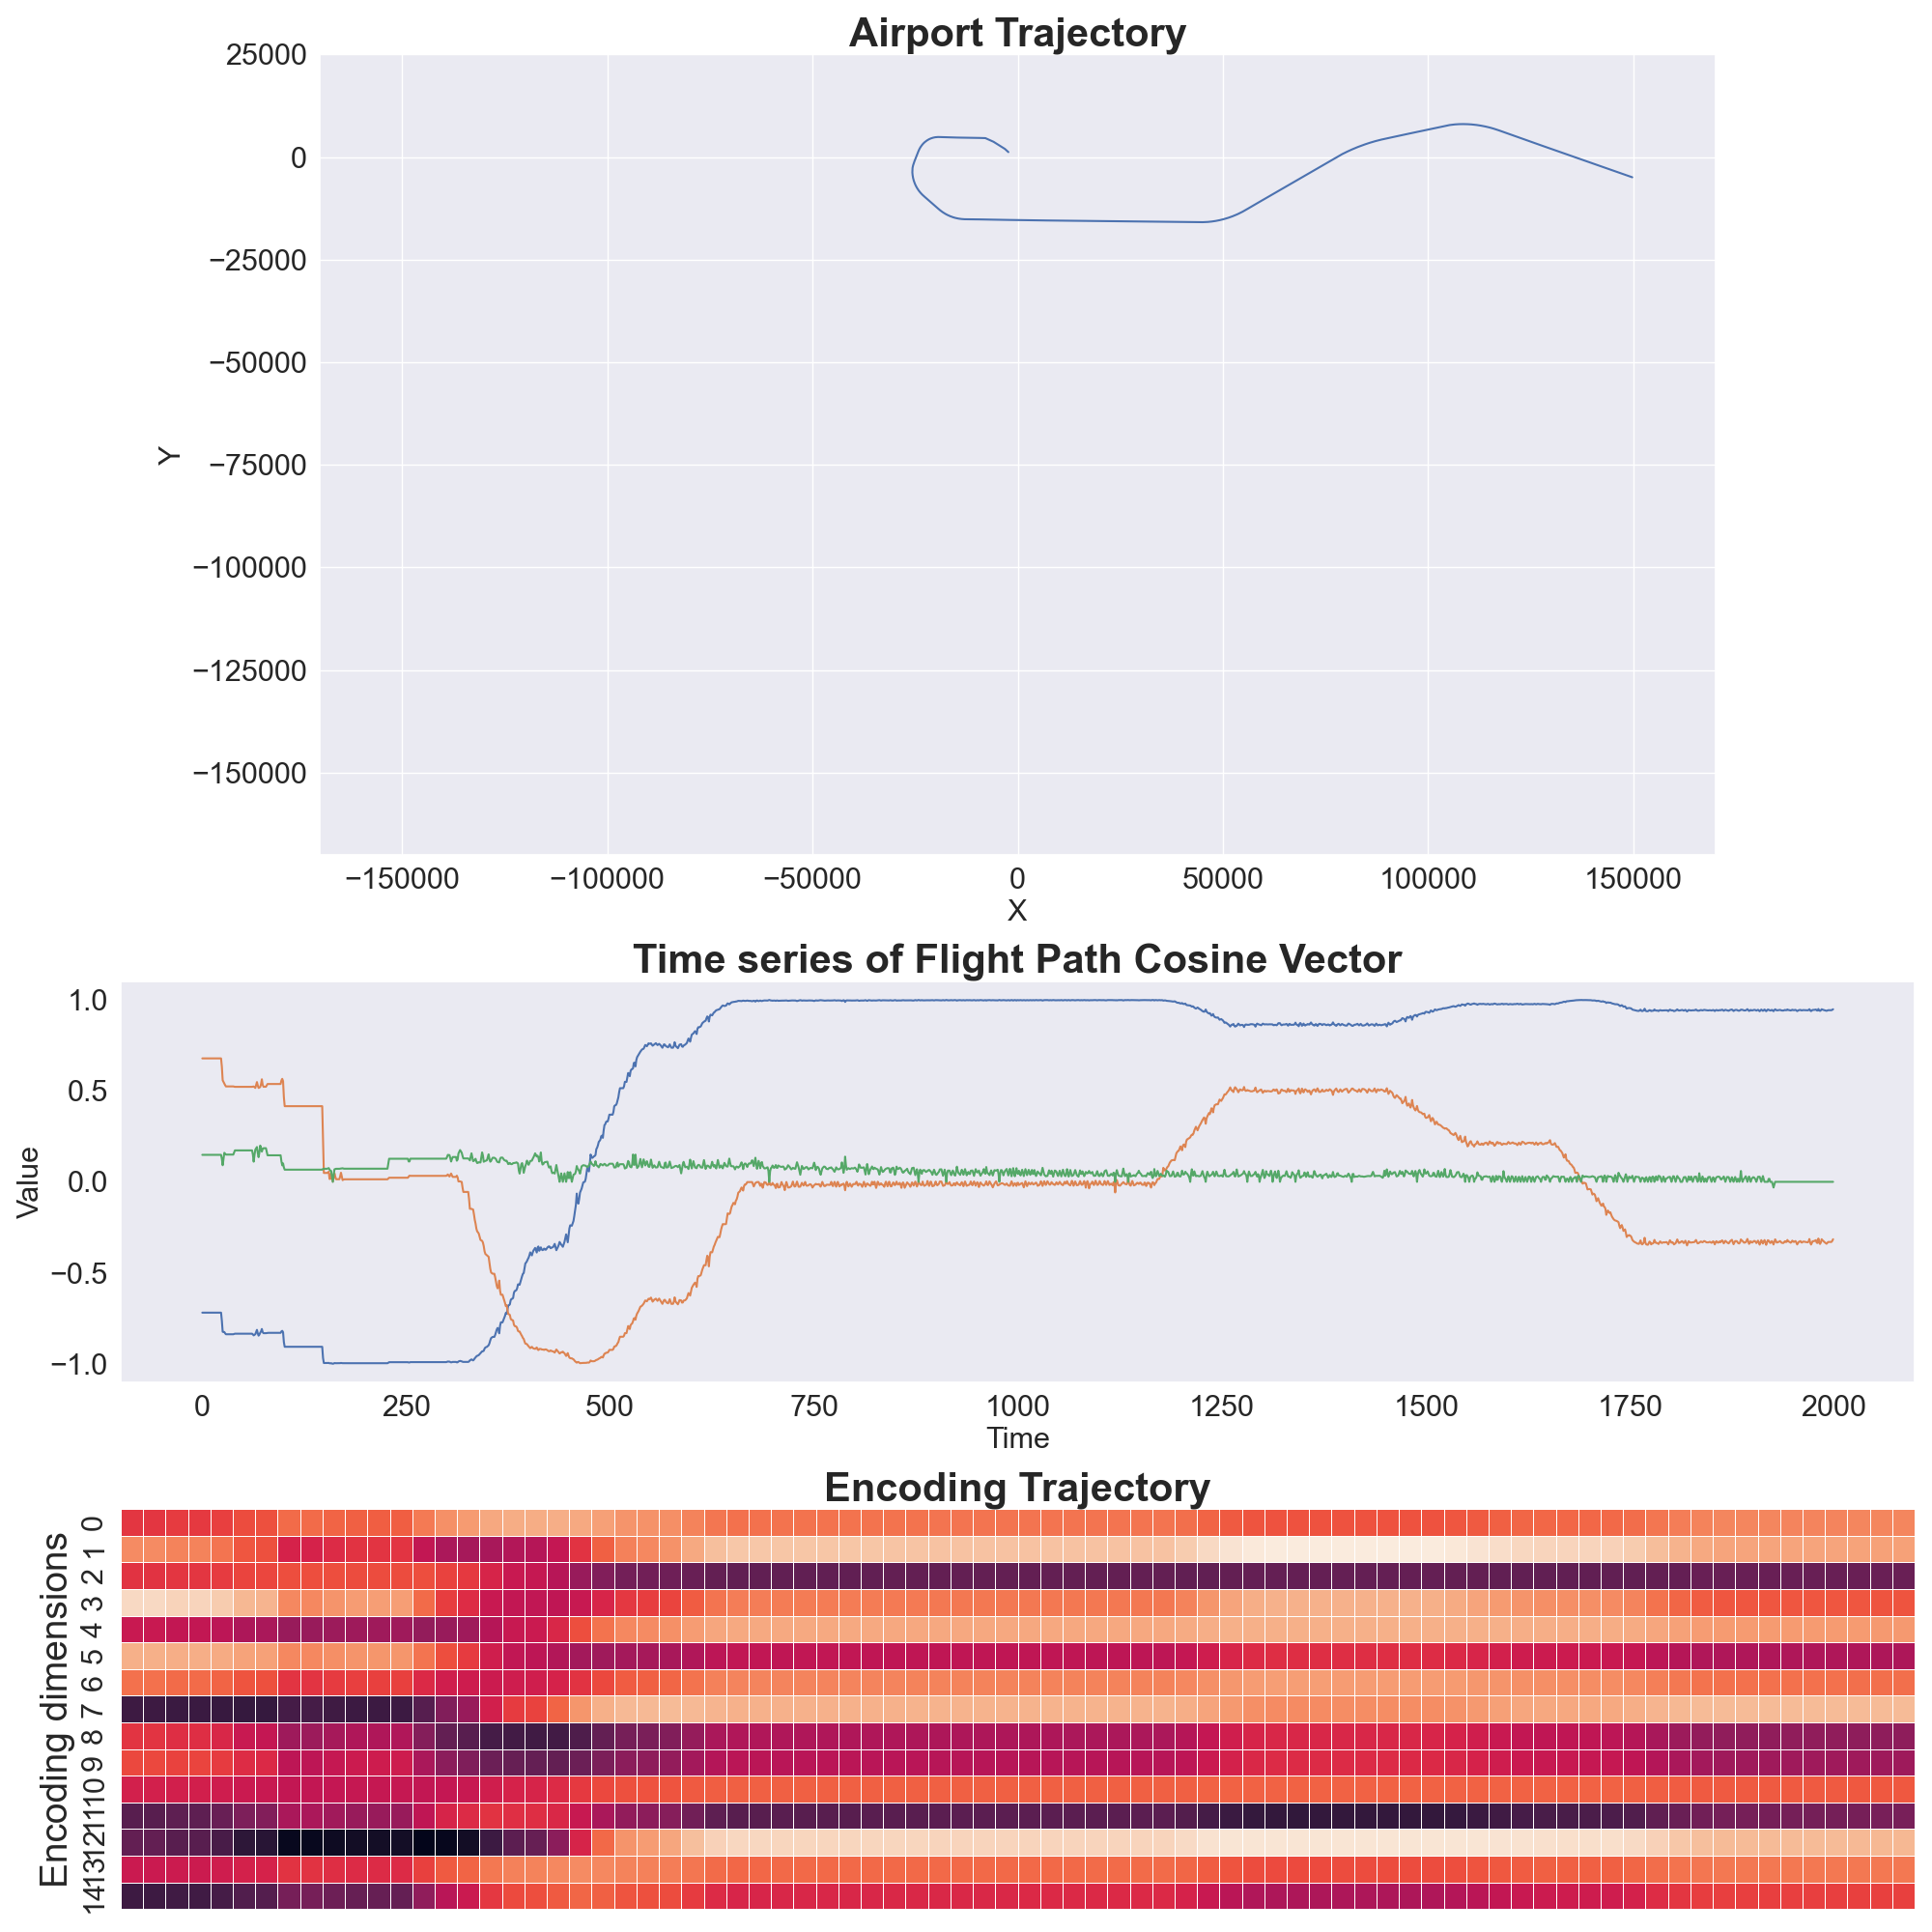 Airport Trajectory
25000
0
−25000
−50000
−75000
−100000
−125000
−150000
Y
−150000 −100000 −50000 0 50000 100000 150000
X
Time series of Flight Path Cosine Vector
1.0
0.5
0.0
−0.5
−1.0
Value
0 250 500 750 1000 1250 1500 1750 2000
Time
Encoding Trajectory
Encoding dimensions
0
1
2
3
4
5
6
7
8
9
10
11
12
13
14